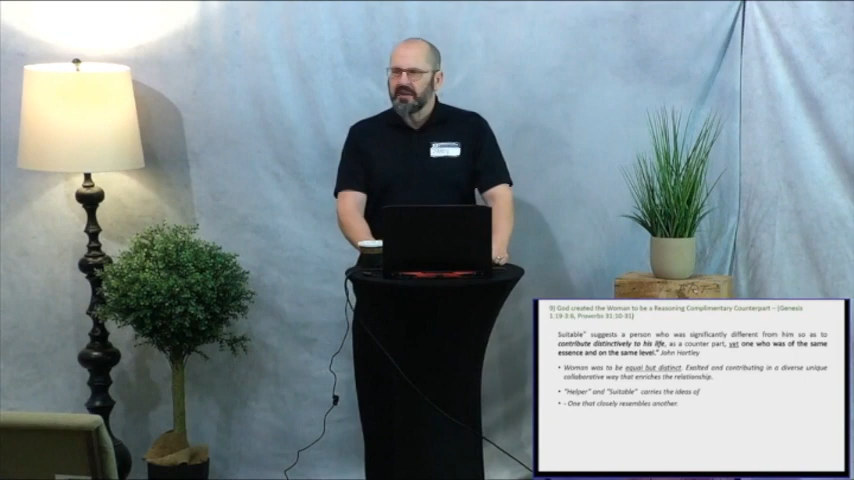 9) God created the Woman to be a Reasoning Complimentary Counterpart – (Genesis
1:19-3:6, Proverbs 31:10-31)
Suitable" suggests a person who was significantly different from him so as to
contribute distinctively to his life, as a counter part, yet one who was of the same
essence and on the same level." John Hartley
• Woman was to be equal but distinct. Exalted and contributing in a diverse unique
collaborative way that enriches the relationship.
• "Helper" and "Suitable" carries the ideas of
• - One that closely resembles another.